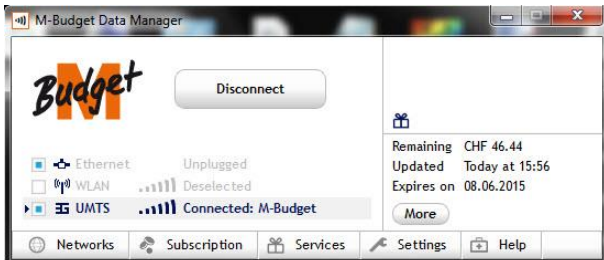 M-Budget Data Manager
M Budget
Disconnect
Remaining CHF 46.44
Updated Today at 15:56
Expires on 08.06.2015
More
Ethernet Unplugged
WLAN Deselected
3G UMTS Connected: M-Budget
Networks Subscription Services Settings Help